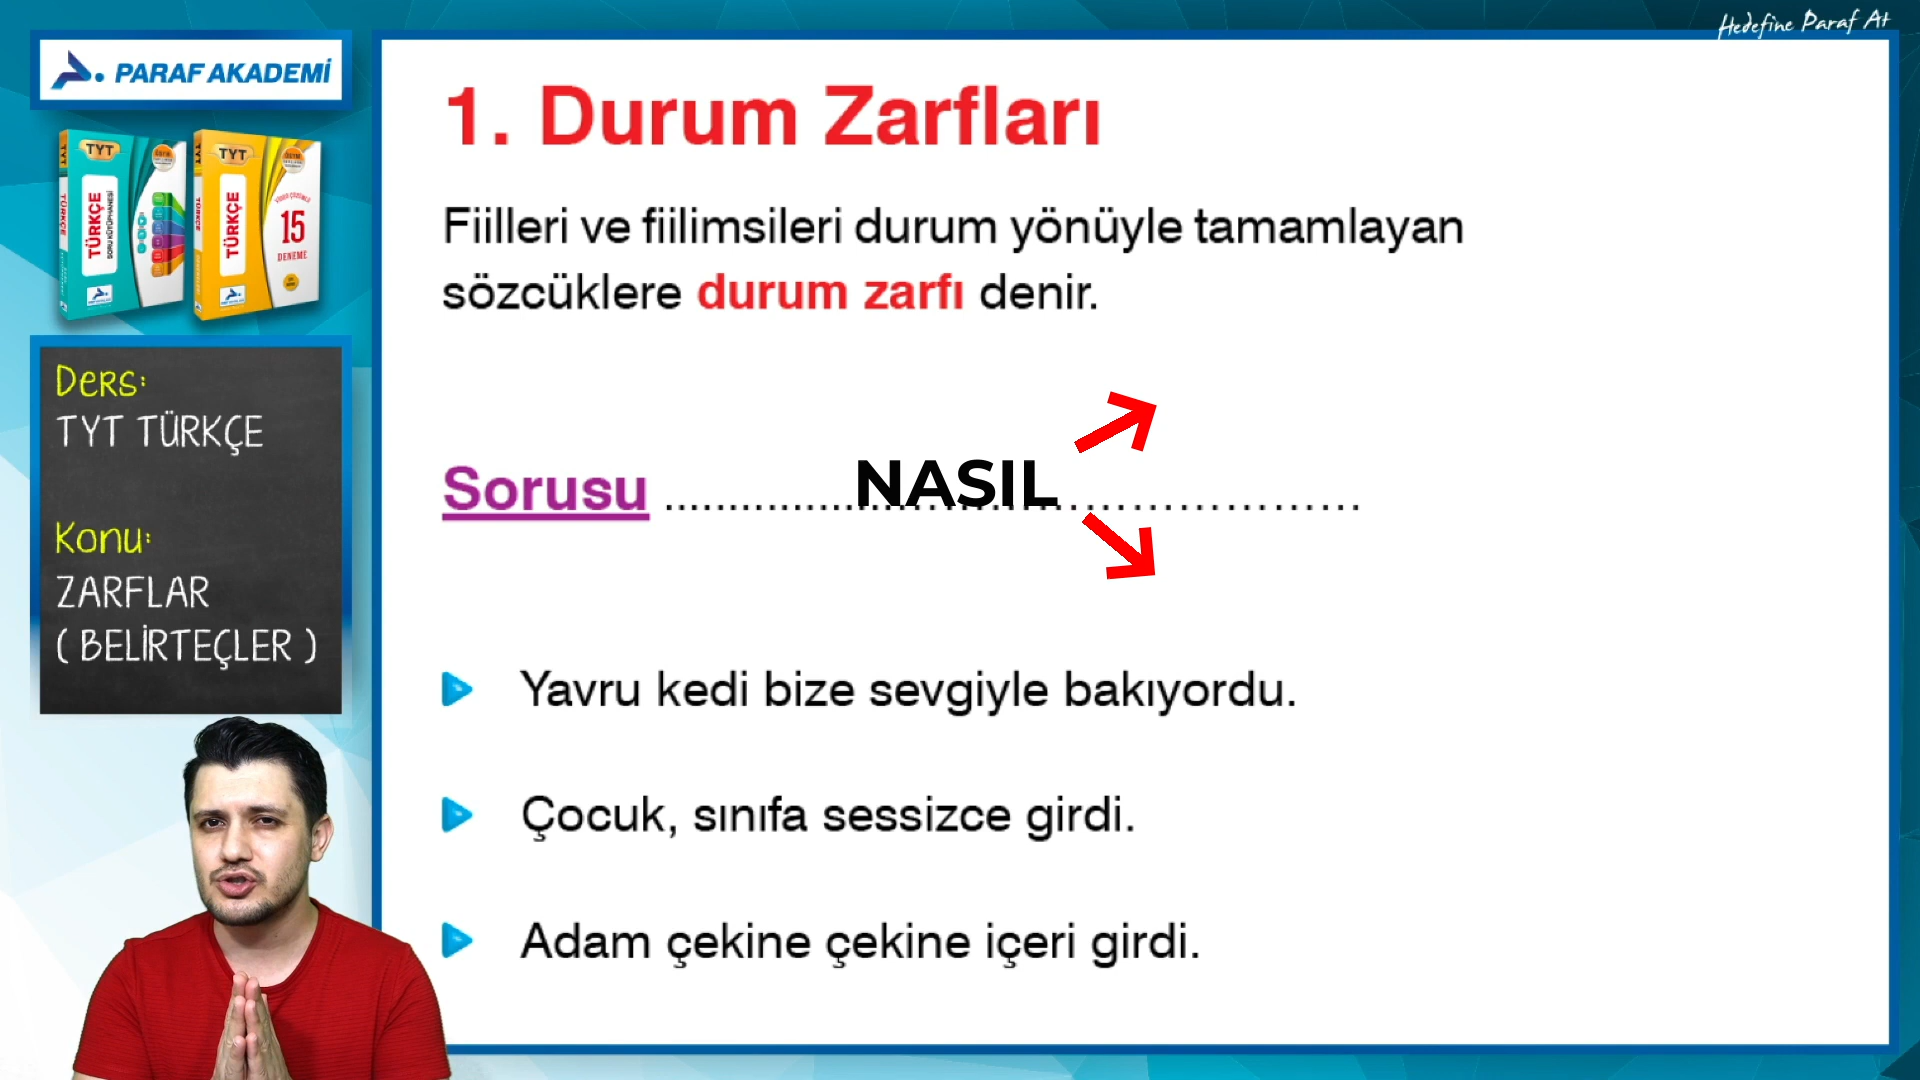 Hedefine Paraf At
PARAF AKADEMİ
TYT
TÜRKÇE
SORU KÜTÜPHANESİ
TYT
TÜRKÇE
15
DENEME
Ders:
TYT TÜRKÇE
Konu:
ZARFLAR
( BELİRTEÇLER )
1. Durum Zarfları
Fiilleri ve fiilimsileri durum yönüyle tamamlayan
sözcüklere durum zarfı denir.
Sorusu ...............NASIL........................
Yavru kedi bize sevgiyle bakıyordu.
Çocuk, sınıfa sessizce girdi.
Adam çekine çekine içeri girdi.